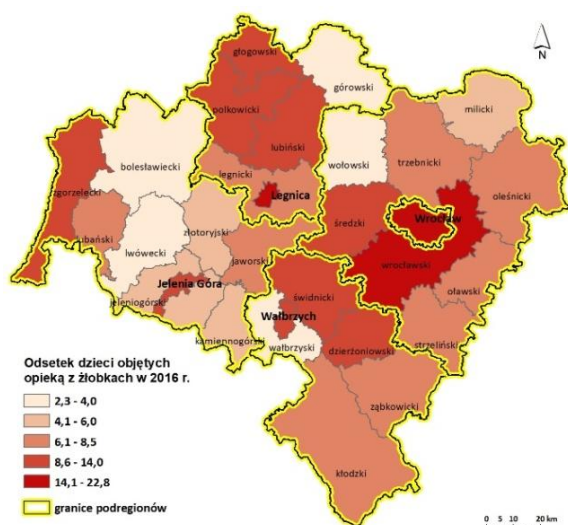 głogowski
N
górowski
polkowicki
milicki
lubiński
bolesławiecki
wołowski
trzebnicki
zgorzelecki
legnicki
oleśnicki
Legnica
lubański
złotoryjski
średzki
Wrocław
lwówecki
jaworski
wrocławski
Jelenia Góra
oławski
jeleniogórski
świdnicki
Wałbrzych
strzeliński
kamiennogórski
wałbrzyski
dzierżoniowski
Odsetek dzieci objętych
opieką z żłobkach w 2016 r.
2,3 - 4,0
4,1 - 6,0
6,1 - 8,5
8,6 - 14,0
14,1 - 22,8
granice podregionów
ząbkowicki
kłodzki
0 5 10 20 km